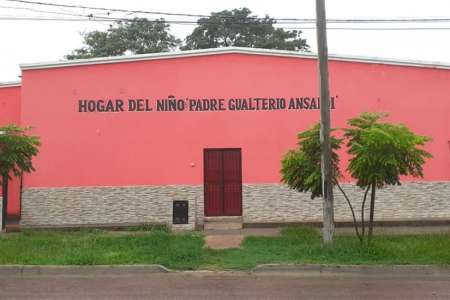 HOGAR DEL NIÑO "PADRE GUALTERIO ANSALDI"